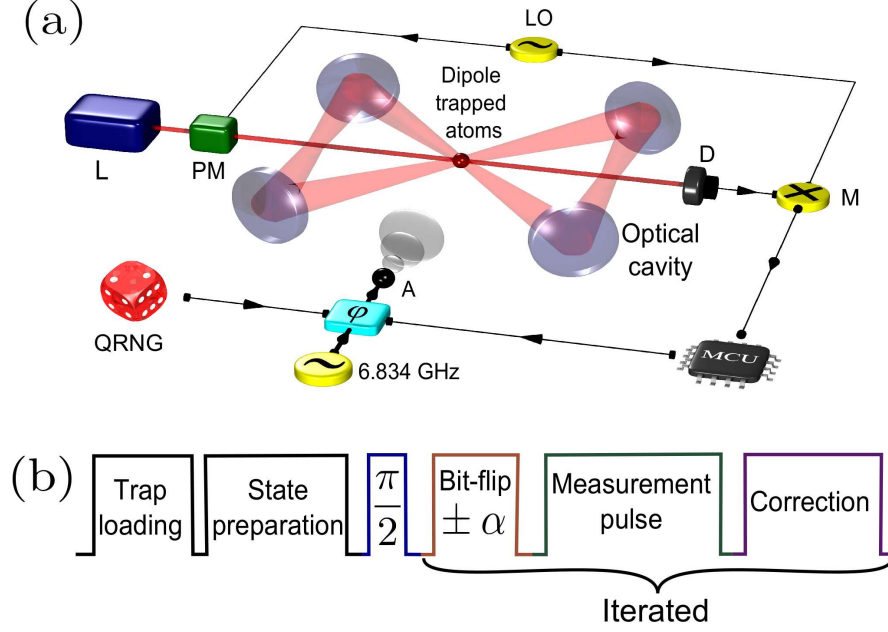 (a)
LO
Dipole
trapped
atoms
L
PM
D
M
Optical
cavity
A
QRNG
φ
6.834 GHz
MCU
(b)
Trap
loading
State
preparation
π
2
Bit-flip
± α
Measurement
pulse
Correction
Iterated